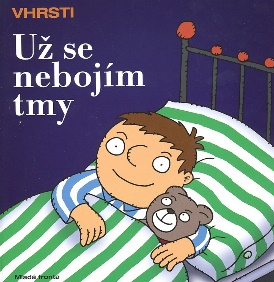 VHRSTI
Už se
nebojím
tmy
Mladá fronta